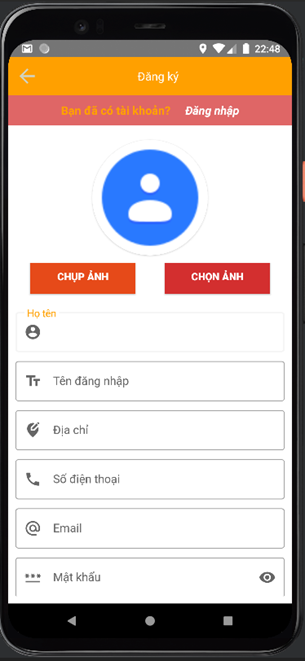 22:48
Đăng ký
Bạn đã có tài khoản? Đăng nhập
CHỤP ẢNH CHỌN ẢNH
Họ tên
Tên đăng nhập
Địa chỉ
Số điện thoại
Email
Mật khẩu